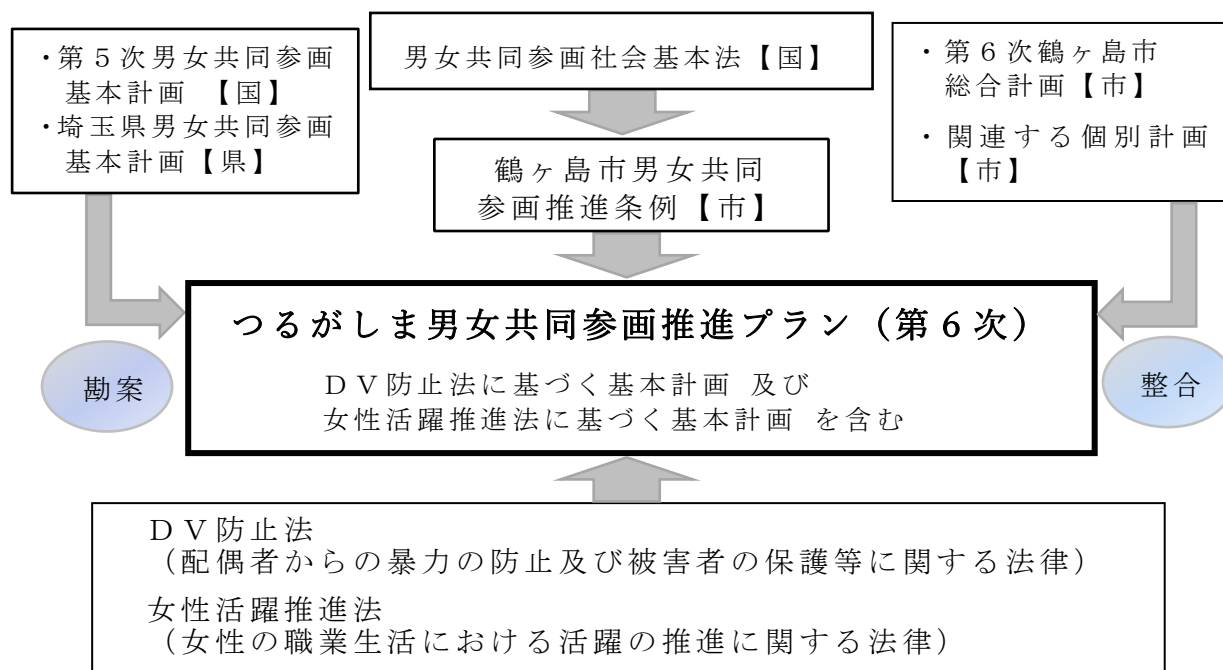 ・第５次男女共同参画
基本計画 【国】
・埼玉県男女共同参画
基本計画【県】
男女共同参画社会基本法【国】
・第６次鶴ヶ島市
総合計画【市】
・関連する個別計画
【市】
鶴ヶ島市男女共同
参画推進条例【市】
つるがしま男女共同参画推進プラン（第６次）
ＤＶ防止法に基づく基本計画 及び
女性活躍推進法に基づく基本計画 を含む
勘案
整合
ＤＶ防止法
（配偶者からの暴力の防止及び被害者の保護等に関する法律）
女性活躍推進法
（女性の職業生活における活躍の推進に関する法律）